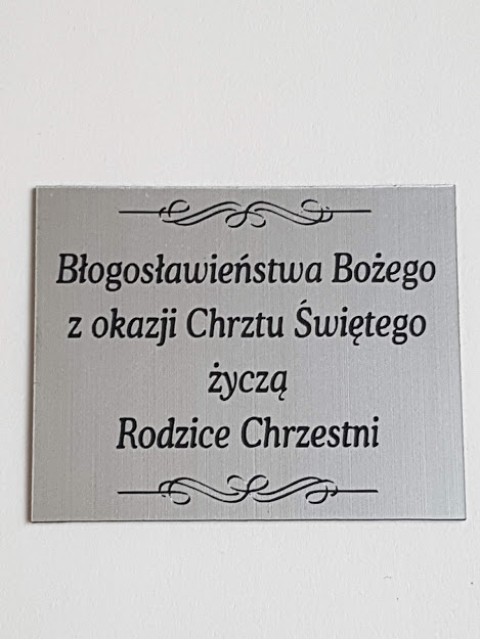 Błogosławieństwa Bożego
z okazji Chrztu Świętego
życzą
Rodzice Chrzestni